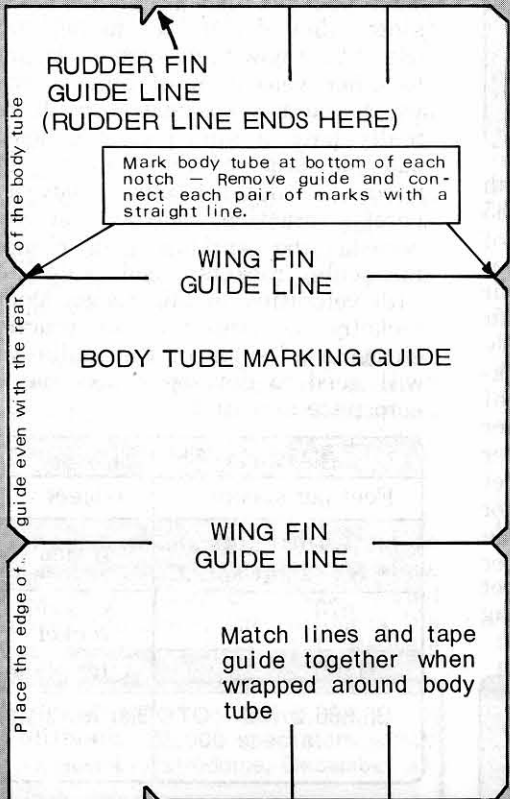 RUDDER FIN
GUIDE LINE
(RUDDER LINE ENDS HERE)
Mark body tube at bottom of each
notch — Remove guide and con-
nect each pair of marks with a
straight line.
WING FIN
GUIDE LINE
BODY TUBE MARKING GUIDE
WING FIN
GUIDE LINE
Match lines and tape
guide together when
wrapped around body
tube
Place the edge of... guide even with the rear of the body tube